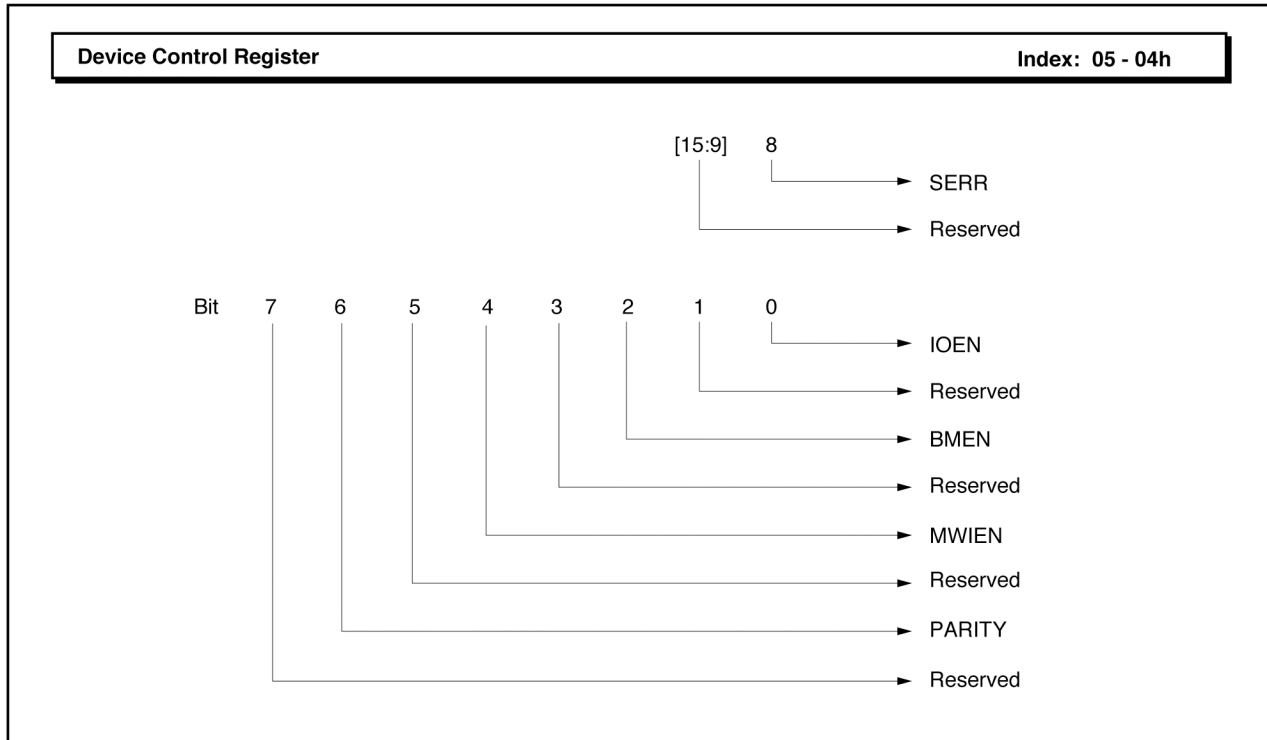 Device Control Register Index: 05 - 04h
[15:9] 8
SERR
Reserved
Bit 7 6 5 4 3 2 1 0
IOEN
Reserved
BMEN
Reserved
MWIEN
Reserved
PARITY
Reserved